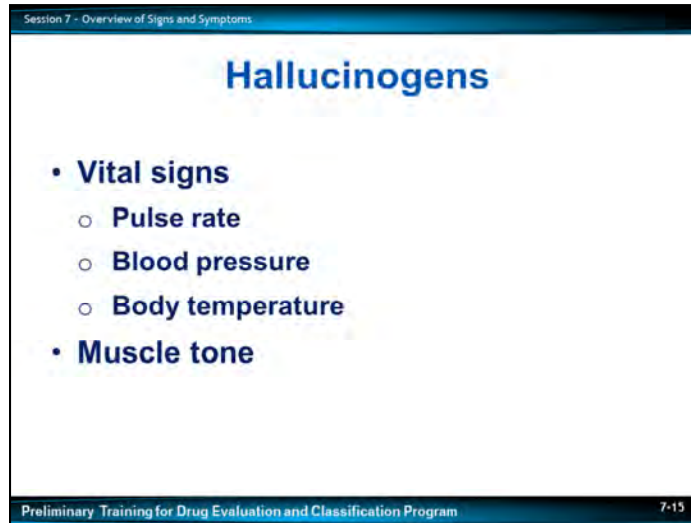 Session 7 - Overview of Signs and Symptoms
Hallucinogens
• Vital signs
o Pulse rate
o Blood pressure
o Body temperature
• Muscle tone
Preliminary Training for Drug Evaluation and Classification Program 7-15